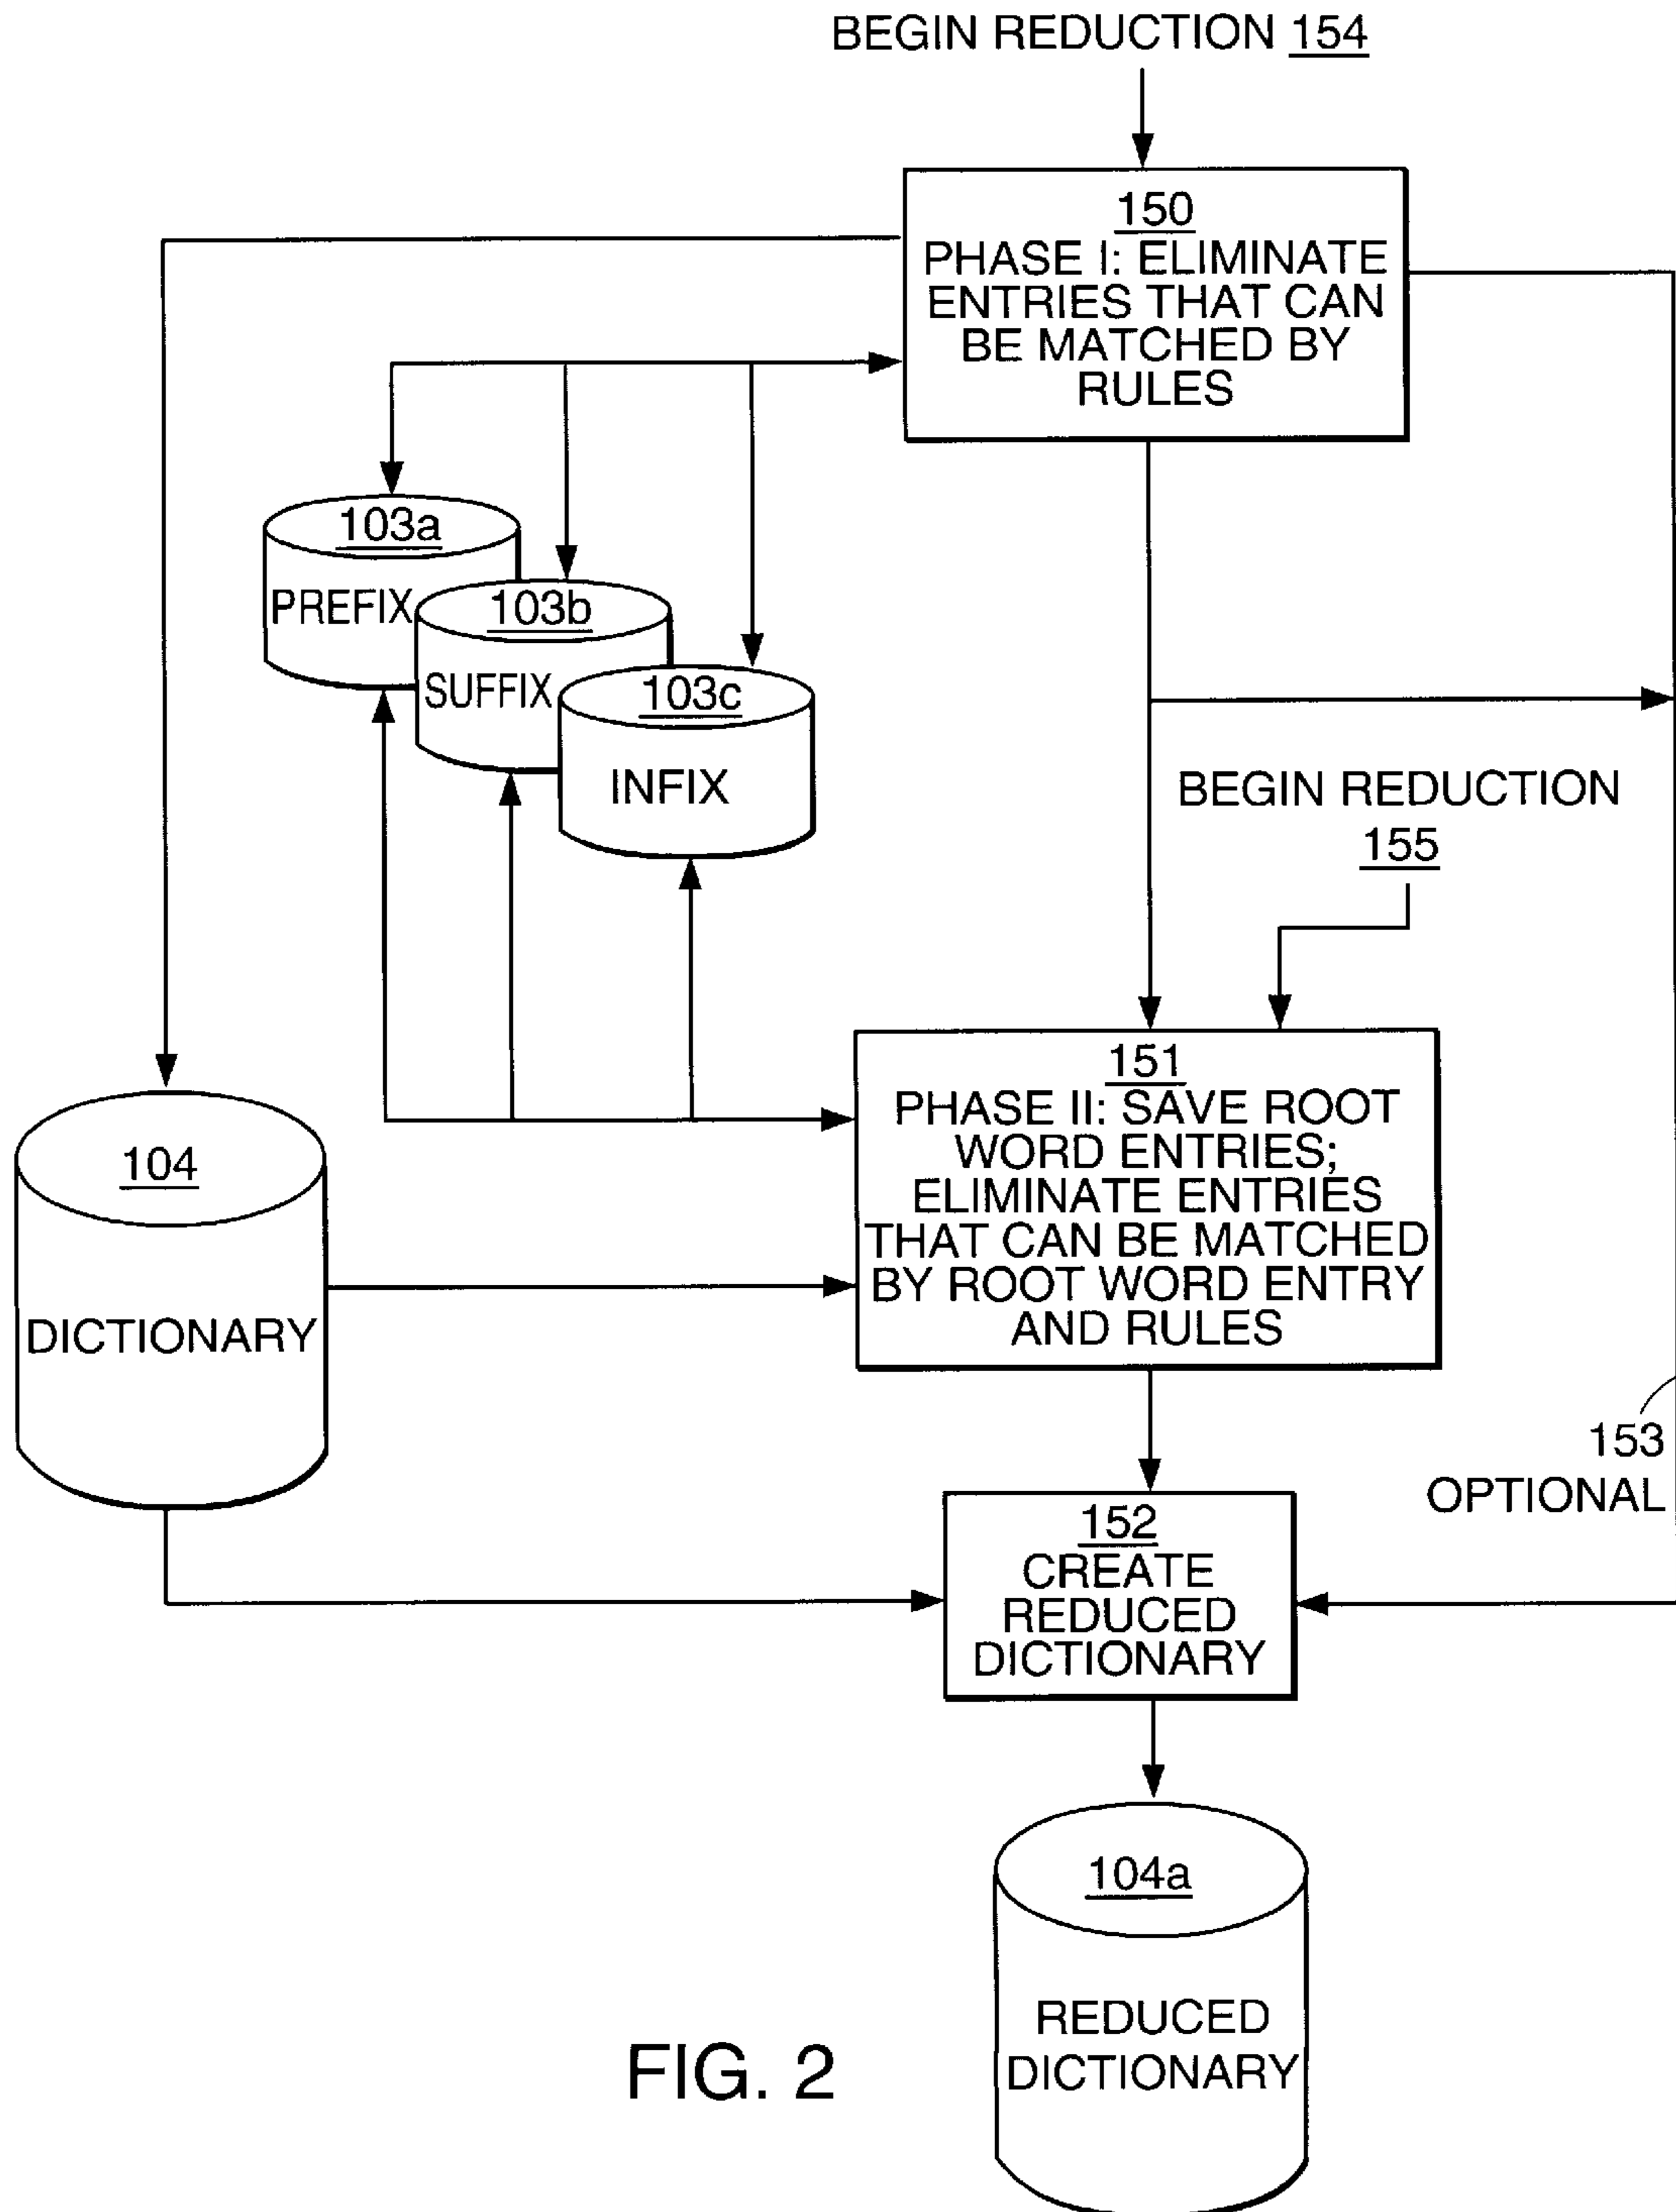 BEGIN REDUCTION 154
150
PHASE I: ELIMINATE
ENTRIES THAT CAN
BE MATCHED BY
RULES
103a
PREFIX
103b
SUFFIX
103c
INFIX
BEGIN REDUCTION
155
151
PHASE II: SAVE ROOT
WORD ENTRIES;
ELIMINATE ENTRIES
THAT CAN BE MATCHED
BY ROOT WORD ENTRY
AND RULES
104
DICTIONARY
153
OPTIONAL
152
CREATE
REDUCED
DICTIONARY
104a
REDUCED
DICTIONARY
FIG. 2